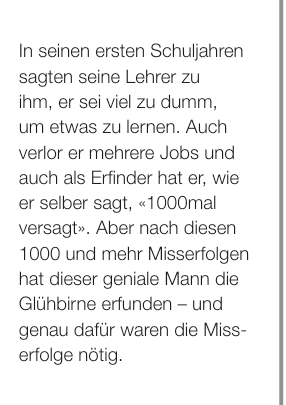 In seinen ersten Schuljahren
sagten seine Lehrer zu
ihm, er sei viel zu dumm,
um etwas zu lernen. Auch
verlor er mehrere Jobs und
auch als Erfinder hat er, wie
er selber sagt, «1000mal
versagt». Aber nach diesen
1000 und mehr Misserfolgen
hat dieser geniale Mann die
Glühbirne erfunden – und
genau dafür waren die Miss-
erfolge nötig.